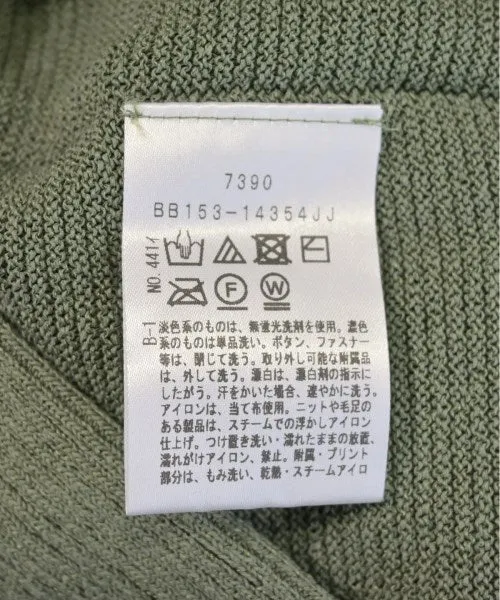 7390
BB153-14354JJ
NO.441イ
F W
B-1
淡色系のものは、無蛍光洗剤を使用。濃色
系のものは単品洗い。ボタン、ファスナー
等は、閉じて洗う。取り外し可能な附属品
は、外して洗う。漂白は、漂白剤の指示に
したがう。汗をかいた場合、速やかに洗う。
アイロンは、当て布使用。ニットや毛足の
ある製品は、スチームでの浮かしアイロン
仕上げ。つけ置き洗い・濡れたままの放置、
濡れがけアイロン、禁止。附属・プリント
部分は、もみ洗い、乾熱・スチームアイロ